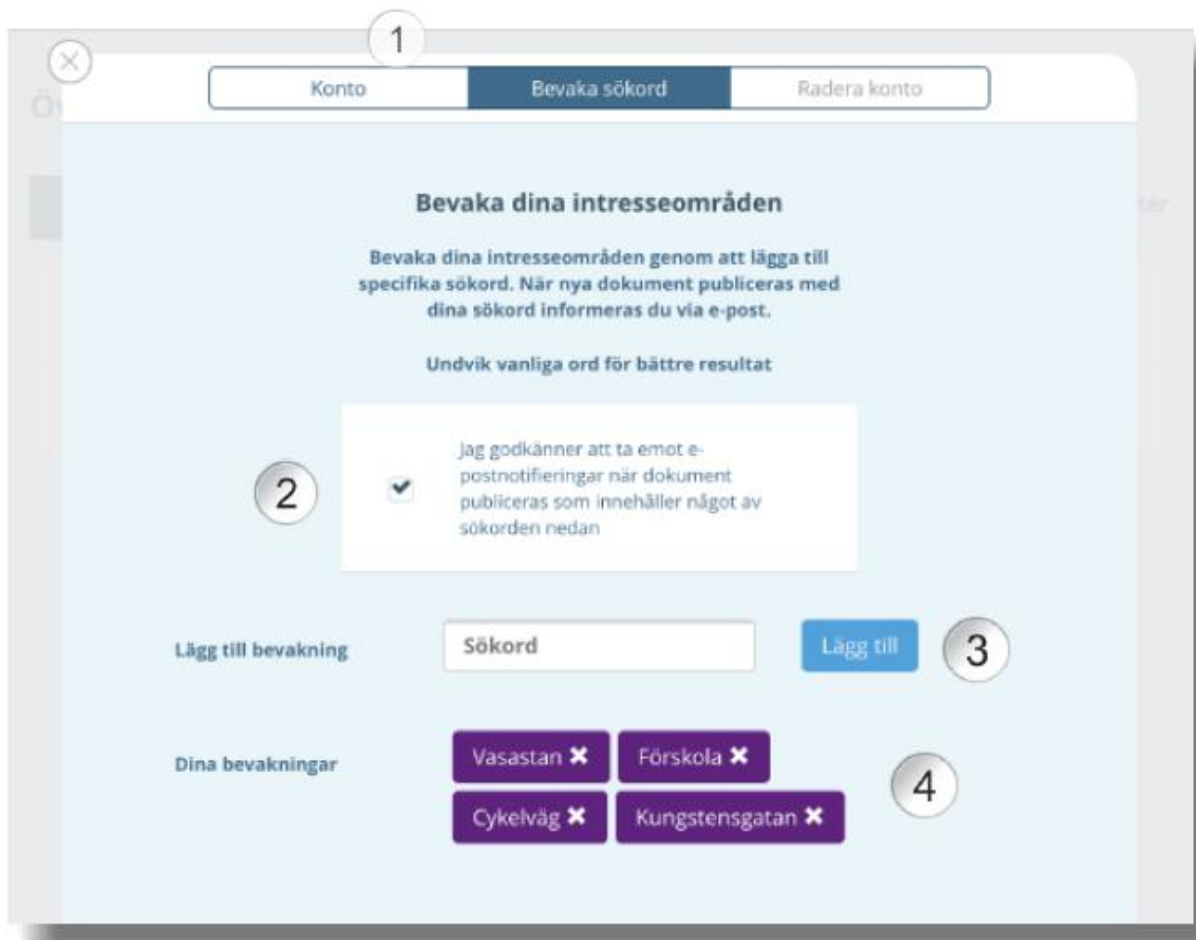 1
Konto Bevaka sökord Radera konto
Bevaka dina intresseområden
Bevaka dina intresseområden genom att lägga till
specifika sökord. När nya dokument publiceras med
dina sökord informeras du via e-post.
Undvik vanliga ord för bättre resultat
Jag godkänner att ta emot e-
postnotifieringar när dokument
publiceras som innehåller något av
sökorden nedan
2
Lägg till bevakning Sökord Lägg till 3
Dina bevakningar Vasastan Förskola
4
Cykelväg Kungstensgatan